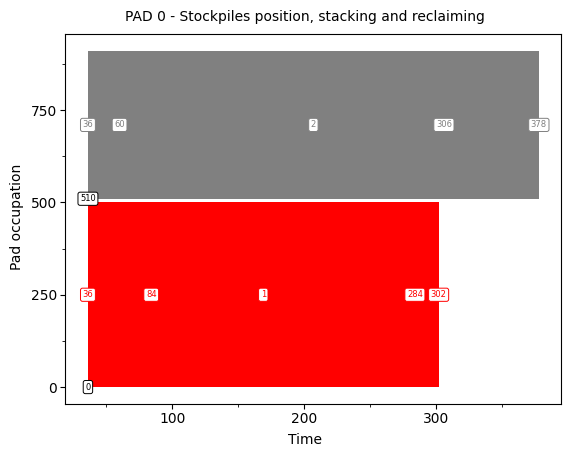 PAD 0 - Stockpiles position, stacking and reclaiming
Pad occupation
750
36 60 2 306 378
500
510
250
36 84 1 284 302
0
0
100 200 300
Time